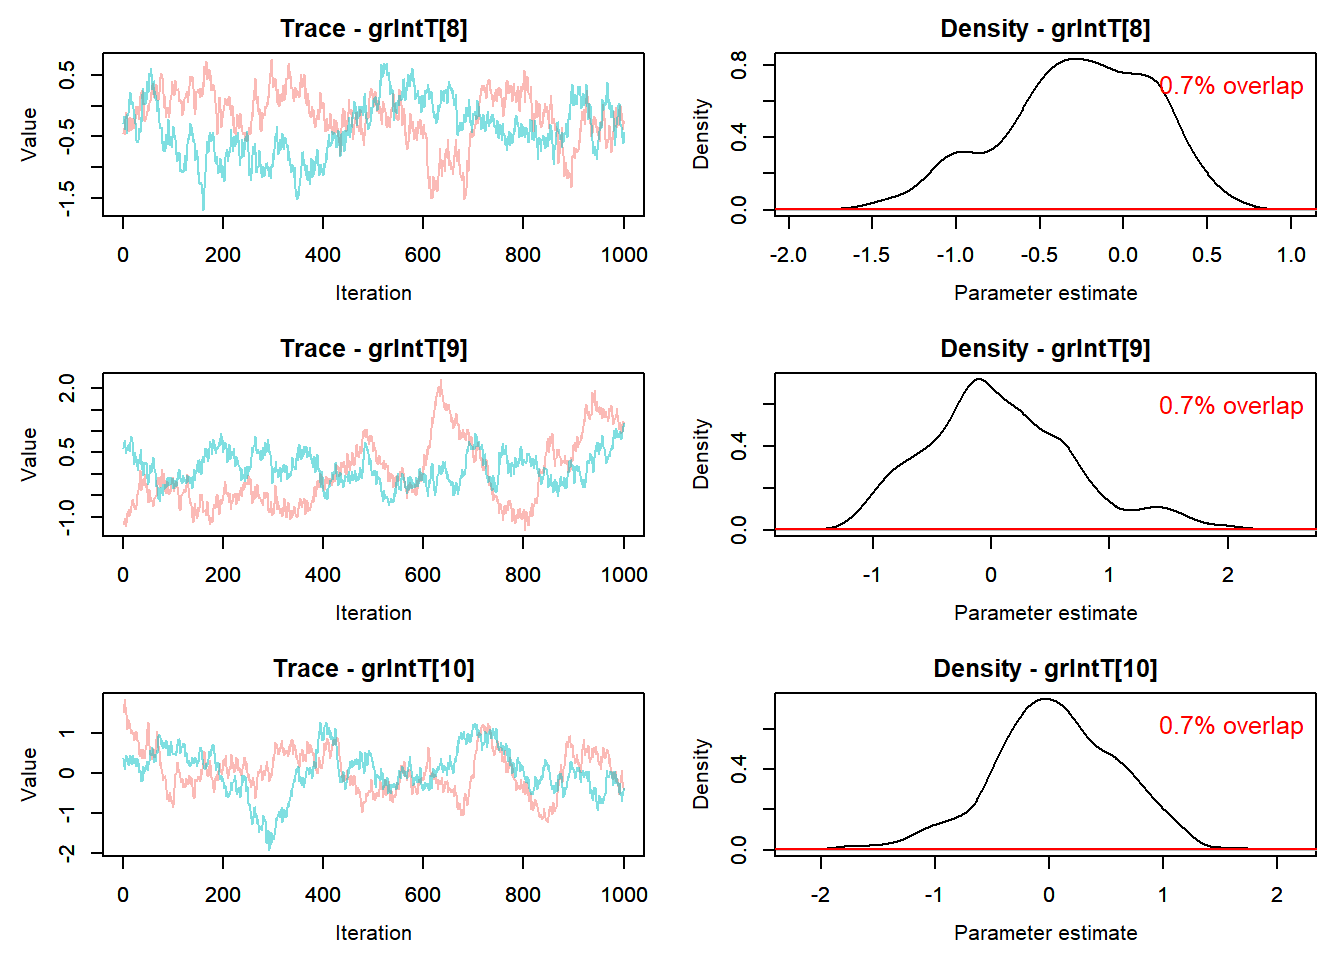 Trace - grIntT[8]
Value
0.5
-0.5
-1.5
0 200 400 600 800 1000
Iteration
Density - grIntT[8]
Density
0.8
0.4
0.0
0.7% overlap
-2.0 -1.5 -1.0 -0.5 0.0 0.5 1.0
Parameter estimate
Trace - grIntT[9]
Value
2.0
0.5
-1.0
0 200 400 600 800 1000
Iteration
Density - grIntT[9]
Density
0.4
0.0
0.7% overlap
-1 0 1 2
Parameter estimate
Trace - grIntT[10]
Value
1
0
-1
-2
0 200 400 600 800 1000
Iteration
Density - grIntT[10]
Density
0.4
0.0
0.7% overlap
-2 -1 0 1 2
Parameter estimate